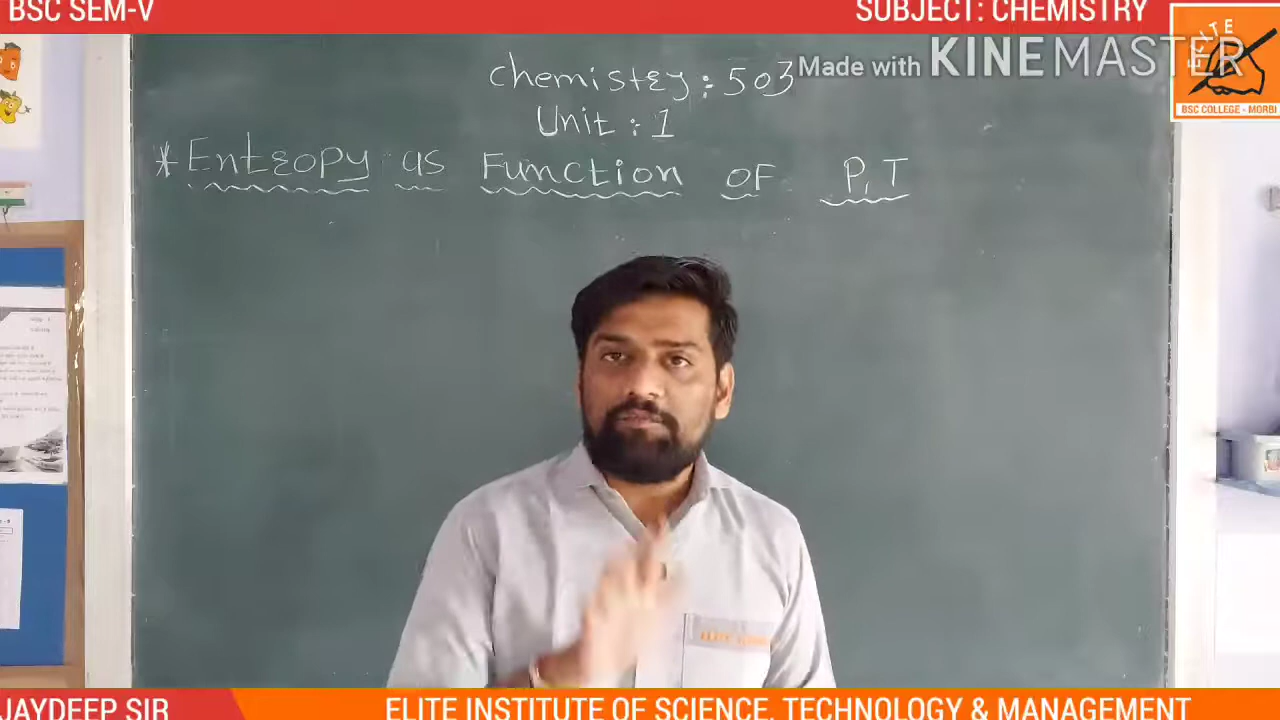 BSC SEM-V
SUBJECT: CHEMISTRY
Made with KINEMASTER
ELITE
BSC COLLEGE - MORBI
Chemistry : 503
Unit : 1
* Entropy as Function of P, T
JAYDEEP SIR
ELITE INSTITUTE OF SCIENCE, TECHNOLOGY & MANAGEMENT